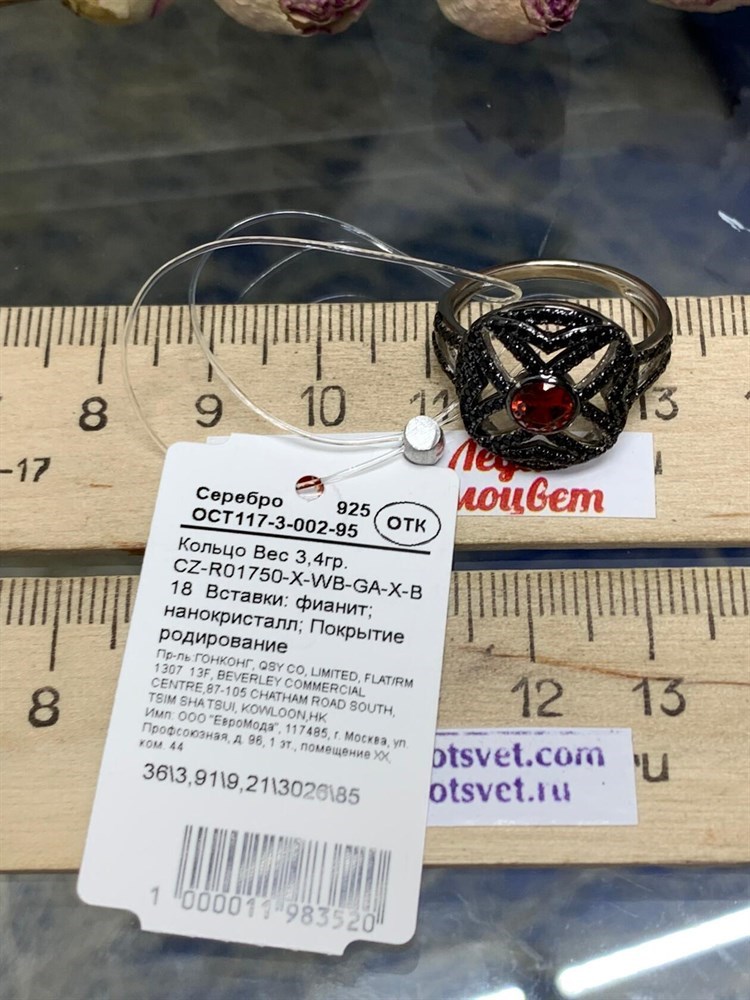 8 9 10 11 13
-17
Леди
моцвет
Серебро 925 ОТК
ОСТ117-3-002-95
Кольцо Вес 3,4гр.
CZ-R01750-X-WB-GA-X-B
18 Вставки: фианит;
нанокристалл; Покрытие
родирование
Пр-ль:ГОНКОНГ, QSY CO, LIMITED, FLAT/RM
1307 13F, BEVERLEY COMMERCIAL
CENTRE,87-105 CHATHAM ROAD SOUTH,
TSIM SHA TSUI, KOWLOON,HK
Имп: ООО "ЕвроМода", 117485, г. Москва, ул.
Профсоюзная, д. 96, 1 эт., помещение XX,
ком. 44
36\3,91\9,21\3026\85
1 000011 983520
8 12 13
otsvet.com
otsvet.ru
ru